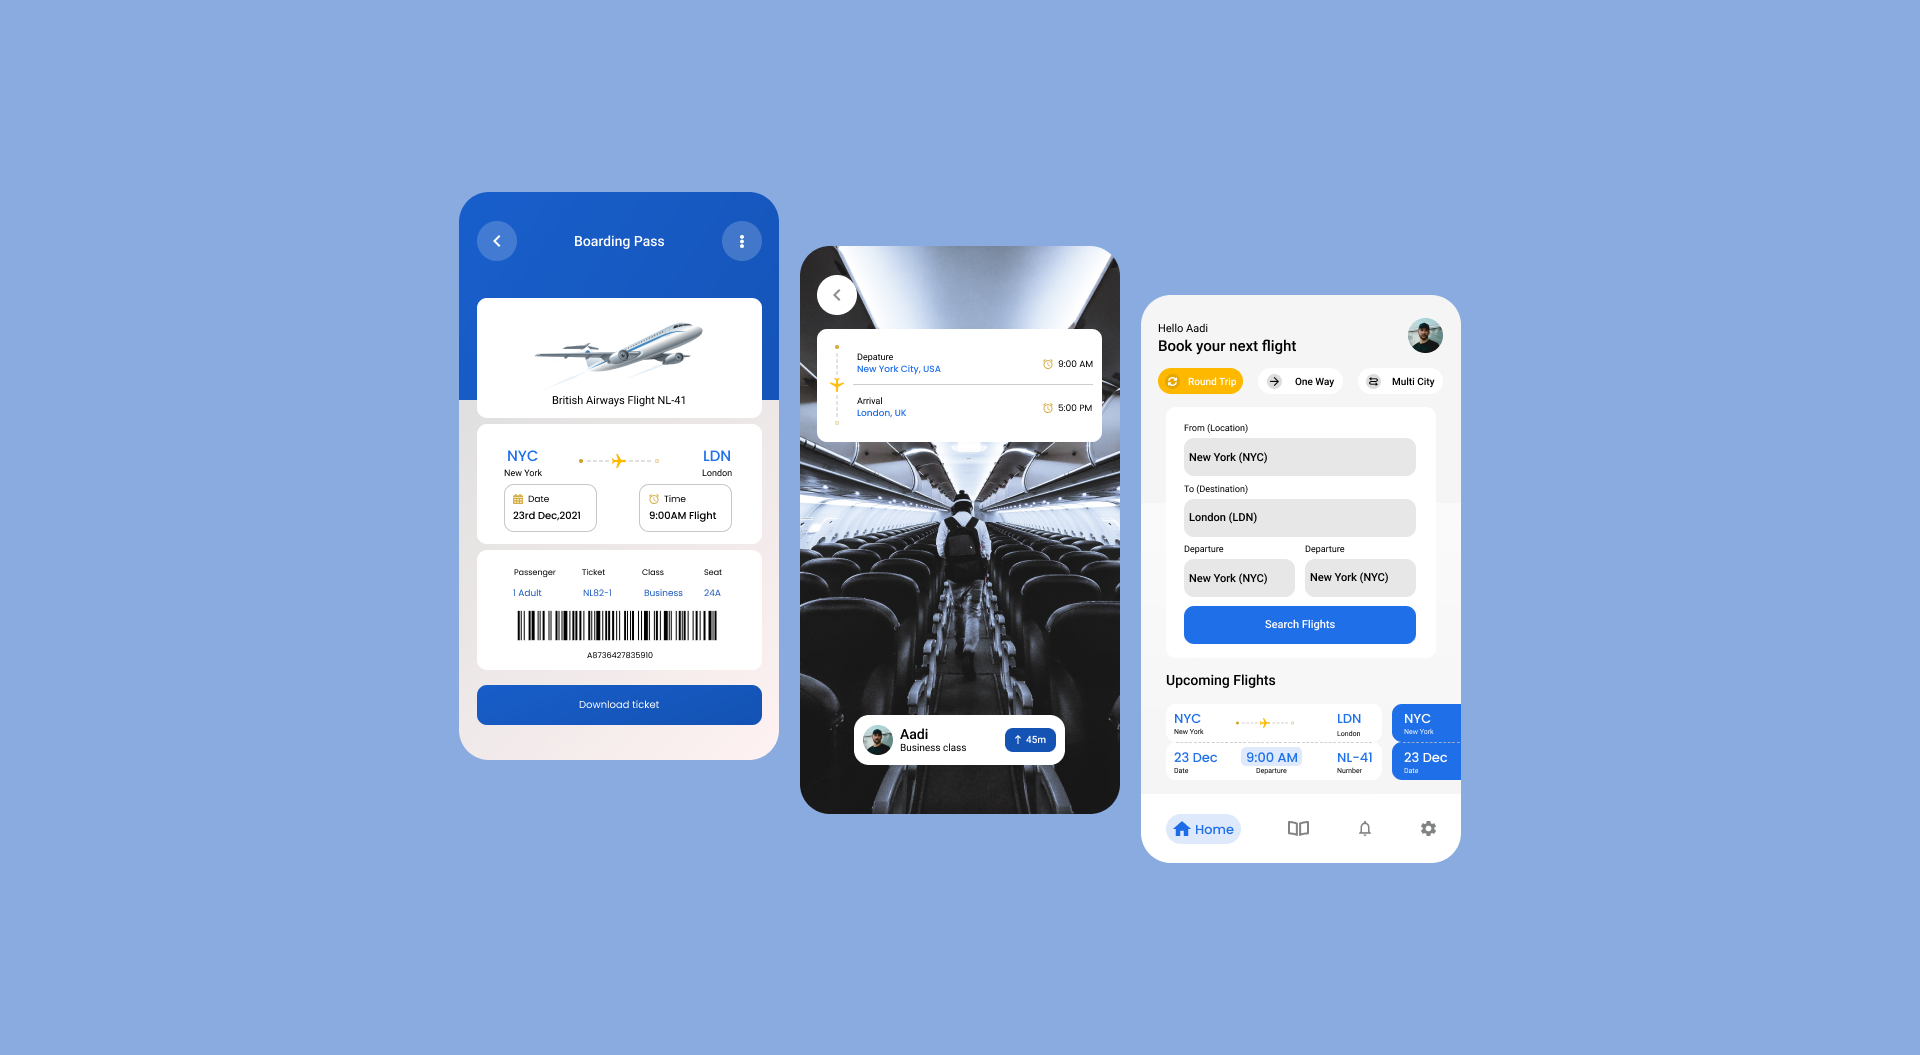 Boarding Pass
British Airways Flight NL-41
NYC
LDN
New York
London
Date
23rd Dec,2021
Time
9:00AM Flight
Passenger Ticket Class Seat
1 Adult NL82-1 Business 24A
A8736427835910
Download ticket
Depature
New York City, USA
9:00 AM
Arrival
London, UK
5:00 PM
Aadi
Business class
45m
Hello Aadi
Book your next flight
Round Trip
One Way
Multi City
From (Location)
New York (NYC)
To (Destination)
London (LDN)
Departure Departure
New York (NYC) New York (NYC)
Search Flights
Upcoming Flights
NYC LDN
New York London
23 Dec 9:00 AM NL-41
Date Departure Number
NYC
New York
23 Dec
Date
Home